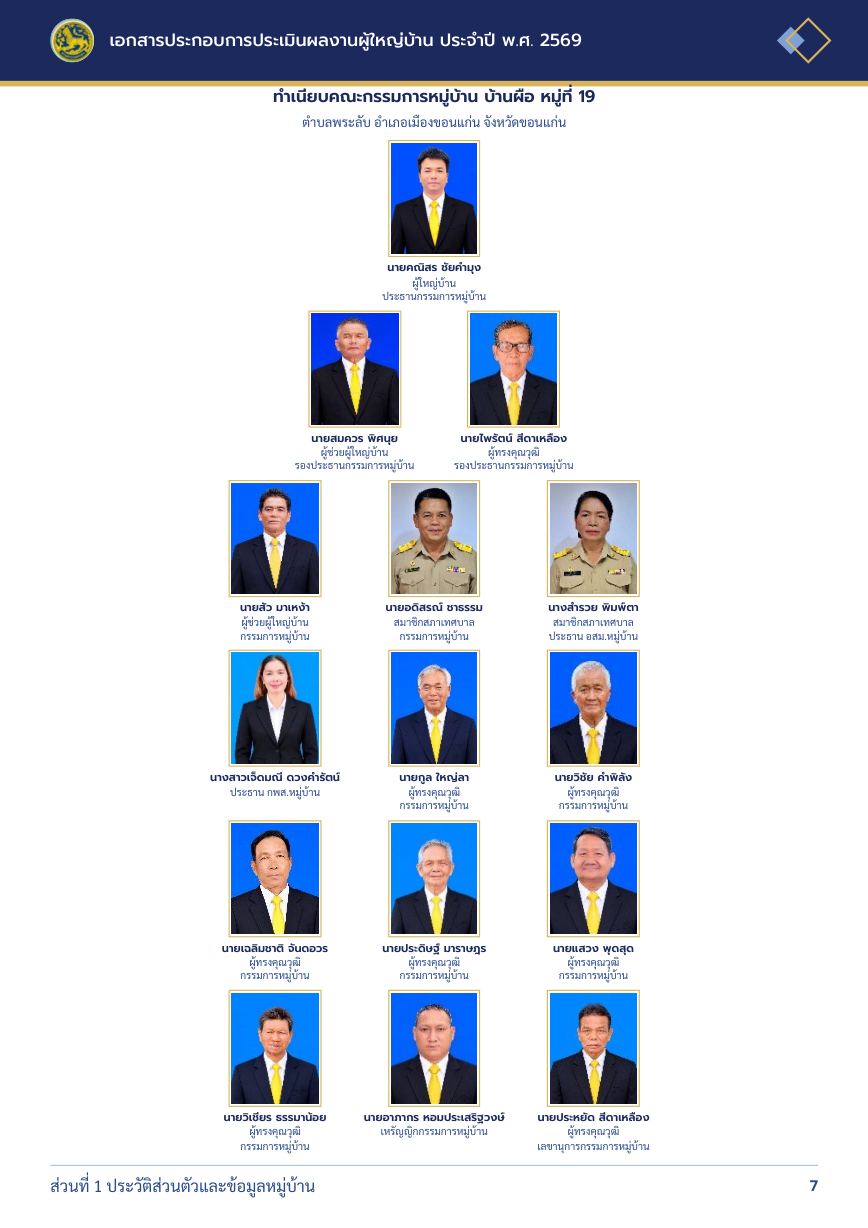 เอกสารประกอบการประเมินผลงานผู้ใหญ่บ้าน ประจำปี พ.ศ. 2569
ทำเนียบคณะกรรมการหมู่บ้าน บ้านผือ หมู่ที่ 19
ตำบลพระลับ อำเภอเมืองขอนแก่น จังหวัดขอนแก่น
นายคณิสร ชัยคำมุง
ผู้ใหญ่บ้าน
ประธานกรรมการหมู่บ้าน
นายสมควร พิศนุย
ผู้ช่วยผู้ใหญ่บ้าน
รองประธานกรรมการหมู่บ้าน
นายไพรัตน์ สีดาเหลือง
ผู้ทรงคุณวุฒิ
รองประธานกรรมการหมู่บ้าน
นายสัว มาเหง้า
ผู้ช่วยผู้ใหญ่บ้าน
กรรมการหมู่บ้าน
นายอดิสรณ์ ชาธรรม
สมาชิกสภาเทศบาล
กรรมการหมู่บ้าน
นางสำรวย พิมพ์ตา
สมาชิกสภาเทศบาล
ประธาน อสม.หมู่บ้าน
นางสาวเจ็ดมณี ดวงคำรัตน์
ประธาน กพส.หมู่บ้าน
นายกูล ใหญ่ลา
ผู้ทรงคุณวุฒิ
กรรมการหมู่บ้าน
นายวิชัย คำพิลัง
ผู้ทรงคุณวุฒิ
กรรมการหมู่บ้าน
นายเฉลิมชาติ จันดอวร
ผู้ทรงคุณวุฒิ
กรรมการหมู่บ้าน
นายประดิษฐ์ มาราษฎร
ผู้ทรงคุณวุฒิ
กรรมการหมู่บ้าน
นายแสวง พุดสุด
ผู้ทรงคุณวุฒิ
กรรมการหมู่บ้าน
นายวิเชียร ธรรมาน้อย
ผู้ทรงคุณวุฒิ
กรรมการหมู่บ้าน
นายอาภากร หอมประเสริฐวงษ์
เหรัญญิกกรรมการหมู่บ้าน
นายประหยัด สีดาเหลือง
ผู้ทรงคุณวุฒิ
เลขานุการกรรมการหมู่บ้าน
ส่วนที่ 1 ประวัติส่วนตัวและข้อมูลหมู่บ้าน
7